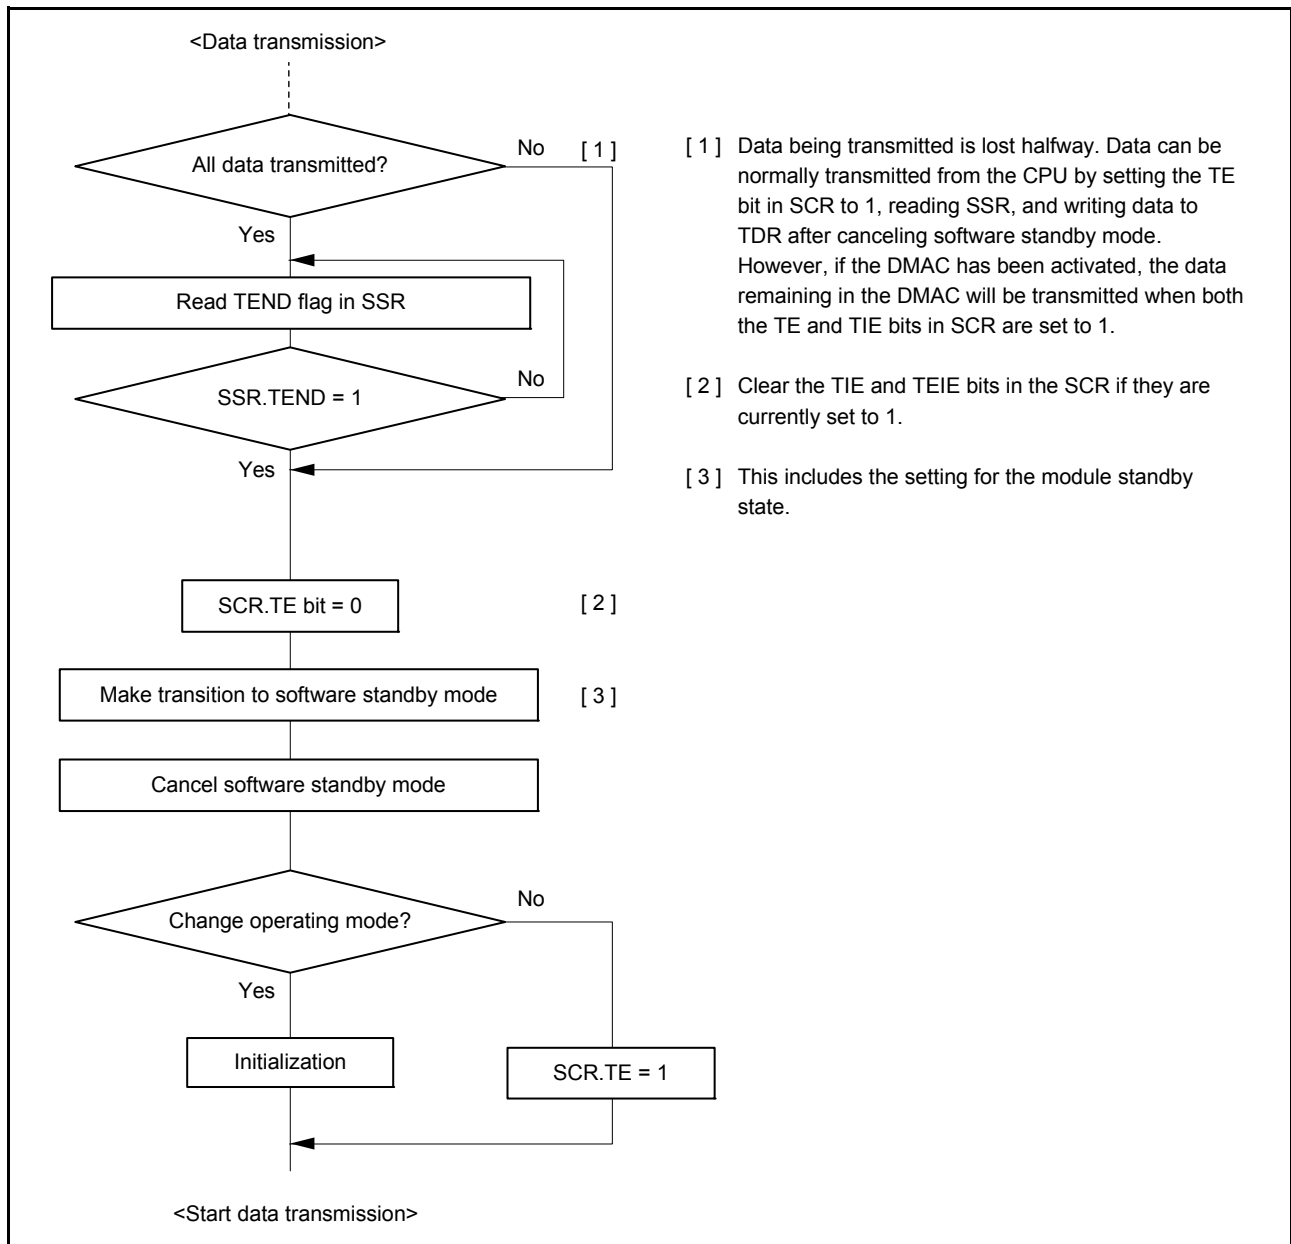 <Data transmission>
All data transmitted?
No [ 1 ]
Yes
Read TEND flag in SSR
SSR.TEND = 1
No
Yes
SCR.TE bit = 0
[ 2 ]
Make transition to software standby mode
[ 3 ]
Cancel software standby mode
Change operating mode?
No
Yes
Initialization
SCR.TE = 1
<Start data transmission>
[ 1 ] Data being transmitted is lost halfway. Data can be
normally transmitted from the CPU by setting the TE
bit in SCR to 1, reading SSR, and writing data to
TDR after canceling software standby mode.
However, if the DMAC has been activated, the data
remaining in the DMAC will be transmitted when both
the TE and TIE bits in SCR are set to 1.
[ 2 ] Clear the TIE and TEIE bits in the SCR if they are
currently set to 1.
[ 3 ] This includes the setting for the module standby
state.